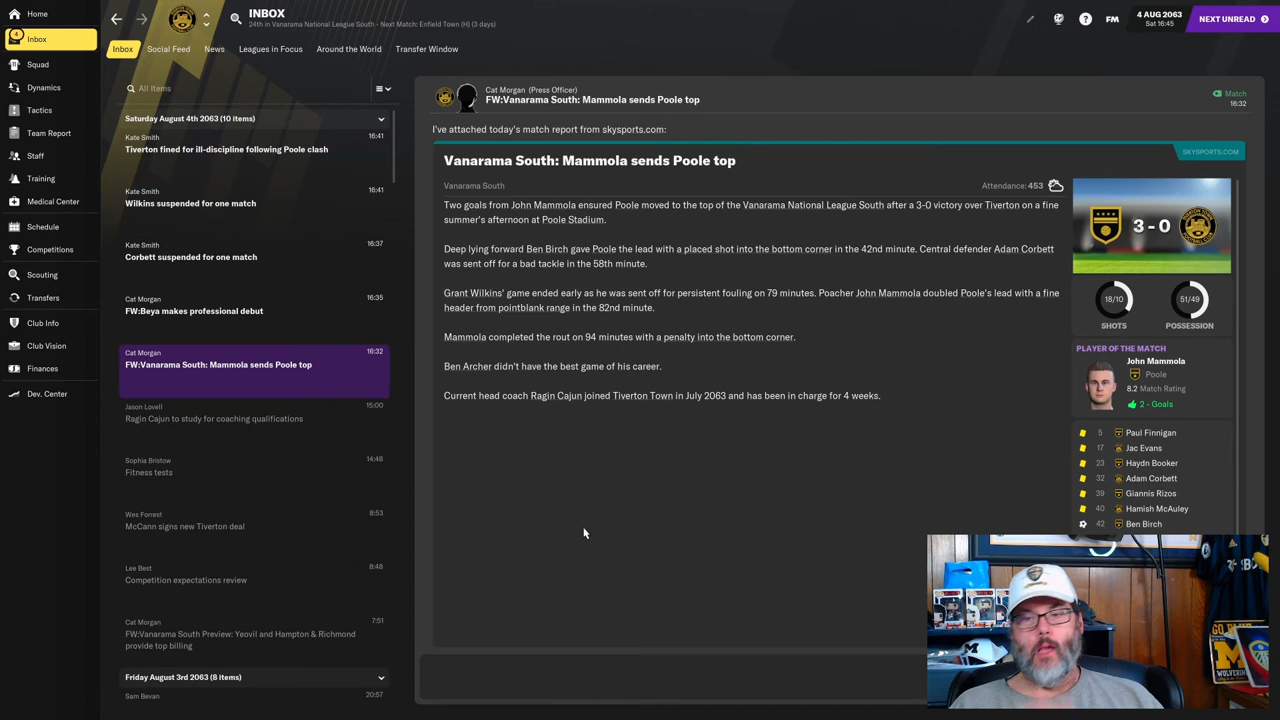 Home
INBOX
24th in Vanarama National League South - Next Match: Enfield Town (H) (3 days)
FM
4 AUG 2063
Sat 16:45
NEXT UNREAD
4
Inbox
Squad
Dynamics
Tactics
Team Report
Staff
Training
Medical Center
Schedule
Competitions
Scouting
Transfers
Club Info
Club Vision
Finances
Dev. Center
Inbox
Social Feed
News
Leagues in Focus
Around the World
Transfer Window
All Items
Saturday August 4th 2063 (10 items)
Kate Smith
16:41
Tiverton fined for ill-discipline following Poole clash
Kate Smith
16:41
Wilkins suspended for one match
Kate Smith
16:37
Corbett suspended for one match
Cat Morgan
16:35
FW:Beya makes professional debut
Cat Morgan
16:32
FW:Vanarama South: Mammola sends Poole top
Jason Lovell
15:00
Ragin Cajun to study for coaching qualifications
Sophia Bristow
14:48
Fitness tests
Wes Forrest
8:53
McCann signs new Tiverton deal
Lee Best
8:48
Competition expectations review
Cat Morgan
7:51
FW:Vanarama South Preview: Yeovil and Hampton & Richmond
provide top billing
Friday August 3rd 2063 (8 items)
Sam Bevan
20:57
Cat Morgan (Press Officer)
FW:Vanarama South: Mammola sends Poole top
Match
16:32
I've attached today's match report from skysports.com:
Vanarama South: Mammola sends Poole top
SKYSPORTS.COM
Vanarama South
Attendance: 453
Two goals from John Mammola ensured Poole moved to the top of the Vanarama National League South after a 3-0 victory over Tiverton on a fine
summer's afternoon at Poole Stadium.
Deep lying forward Ben Birch gave Poole the lead with a placed shot into the bottom corner in the 42nd minute. Central defender Adam Corbett
was sent off for a bad tackle in the 58th minute.
Grant Wilkins' game ended early as he was sent off for persistent fouling on 79 minutes. Poacher John Mammola doubled Poole's lead with a fine
header from pointblank range in the 82nd minute.
Mammola completed the rout on 94 minutes with a penalty into the bottom corner.
Ben Archer didn't have the best game of his career.
Current head coach Ragin Cajun joined Tiverton Town in July 2063 and has been in charge for 4 weeks.
3 - 0
18/10
SHOTS
51/49
POSSESSION
PLAYER OF THE MATCH
John Mammola
Poole
8.2 Match Rating
2 - Goals
5 Paul Finnigan
17 Jac Evans
23 Haydn Booker
32 Adam Corbett
39 Giannis Rizos
40 Hamish McAuley
42 Ben Birch
M
GO BLUE
M
WOLVERINES